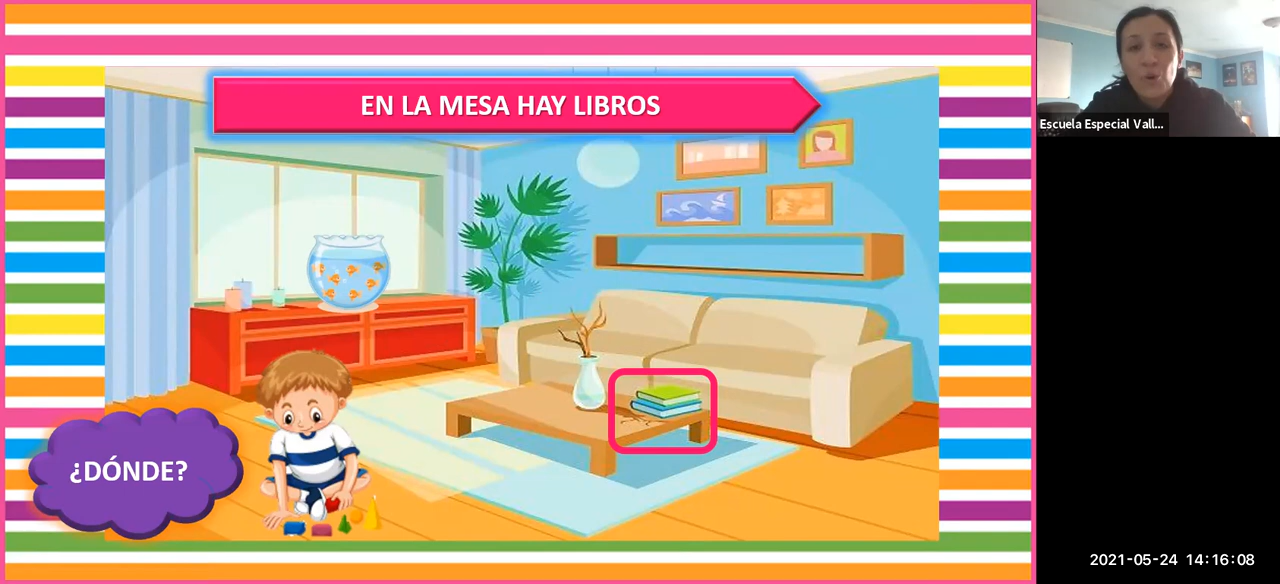 EN LA MESA HAY LIBROS
Escuela Especial Vall...
¿DÓNDE?
2021-05-24 14:16:08